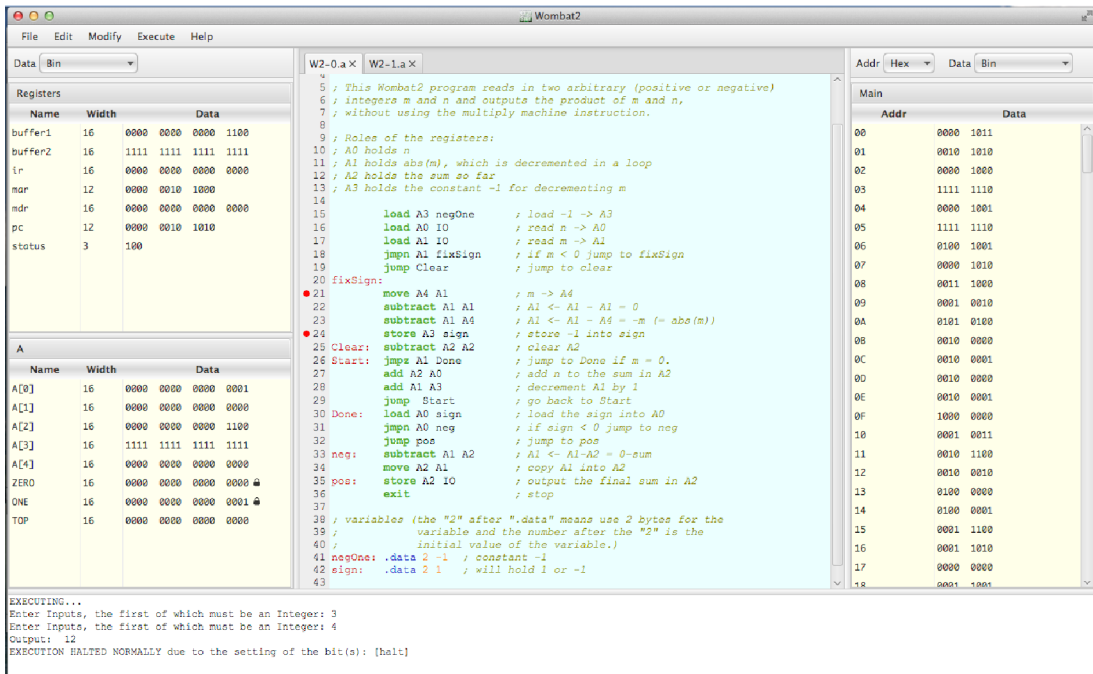 Wombat2
File Edit Modify Execute Help
Data Bin
Registers
Name Width Data
buffer1 16 0000 0000 0000 1100
buffer2 16 1111 1111 1111 1111
ir 16 0000 0000 0000 0000
mar 12 0000 0010 1000
mdr 16 0000 0000 0000 0000
pc 12 0000 0010 1010
status 3 100
A
Name Width Data
A[0] 16 0000 0000 0000 0001
A[1] 16 0000 0000 0000 0000
A[2] 16 0000 0000 0000 1100
A[3] 16 1111 1111 1111 1111
A[4] 16 0000 0000 0000 0000
ZERO 16 0000 0000 0000 0000
ONE 16 0000 0000 0000 0001
TOP 16 0000 0000 0000 0000
W2-0.a × W2-1.a ×
4
5 ; This Wombat2 program reads in two arbitrary (positive or negative)
6 ; integers m and n and outputs the product of m and n,
7 ; without using the multiply machine instruction.
8
9 ; Roles of the registers:
10 ; A0 holds n
11 ; A1 holds abs(m), which is decremented in a loop
12 ; A2 holds the sum so far
13 ; A3 holds the constant -1 for decrementing m
14
15 load A3 negOne ; load -1 -> A3
16 load A0 IO ; read n -> A0
17 load A1 IO ; read m -> A1
18 jmpn A1 fixSign ; if m < 0 jump to fixSign
19 jump Clear ; jump to clear
20 fixSign:
21 move A4 A1 ; m -> A4
22 subtract A1 A1 ; A1 <- A1 - A1 = 0
23 subtract A1 A4 ; A1 <- A1 - A4 = -m (= abs(m))
24 store A3 sign ; store -1 into sign
25 Clear: subtract A2 A2 ; clear A2
26 Start: jmpz A1 Done ; jump to Done if m = 0.
27 add A2 A0 ; add n to the sum in A2
28 add A1 A3 ; decrement A1 by 1
29 jump Start ; go back to Start
30 Done: load A0 sign ; load the sign into A0
31 jmpn A0 neg ; if sign < 0 jump to neg
32 jump pos ; jump to pos
33 neg: subtract A1 A2 ; A1 <- A1-A2 = 0-sum
34 move A2 A1 ; copy A1 into A2
35 pos: store A2 IO ; output the final sum in A2
36 exit ; stop
37
38 ; variables (the "2" after ".data" means use 2 bytes for the
39 ; variable and the number after the "2" is the
40 ; initial value of the variable.)
41 negOne: .data 2 -1 ; constant -1
42 sign: .data 2 1 ; will hold 1 or -1
43
Addr Hex Data Bin
Main
Addr Data
00 0000 1011
01 0010 1010
02 0000 1000
03 1111 1110
04 0000 1001
05 1111 1110
06 0100 1001
07 0000 1010
08 0011 1000
09 0001 0010
0A 0101 0100
0B 0010 0000
0C 0010 0001
0D 0010 0000
0E 0010 0001
0F 1000 0000
10 0001 0011
11 0010 1100
12 0010 0010
13 0100 0000
14 0100 0001
15 0001 1100
16 0001 1010
17 0000 0000
18 0001 1001
EXECUTING...
Enter Inputs, the first of which must be an Integer: 3
Enter Inputs, the first of which must be an Integer: 4
Output: 12
EXECUTION HALTED NORMALLY due to the setting of the bit(s): [halt]